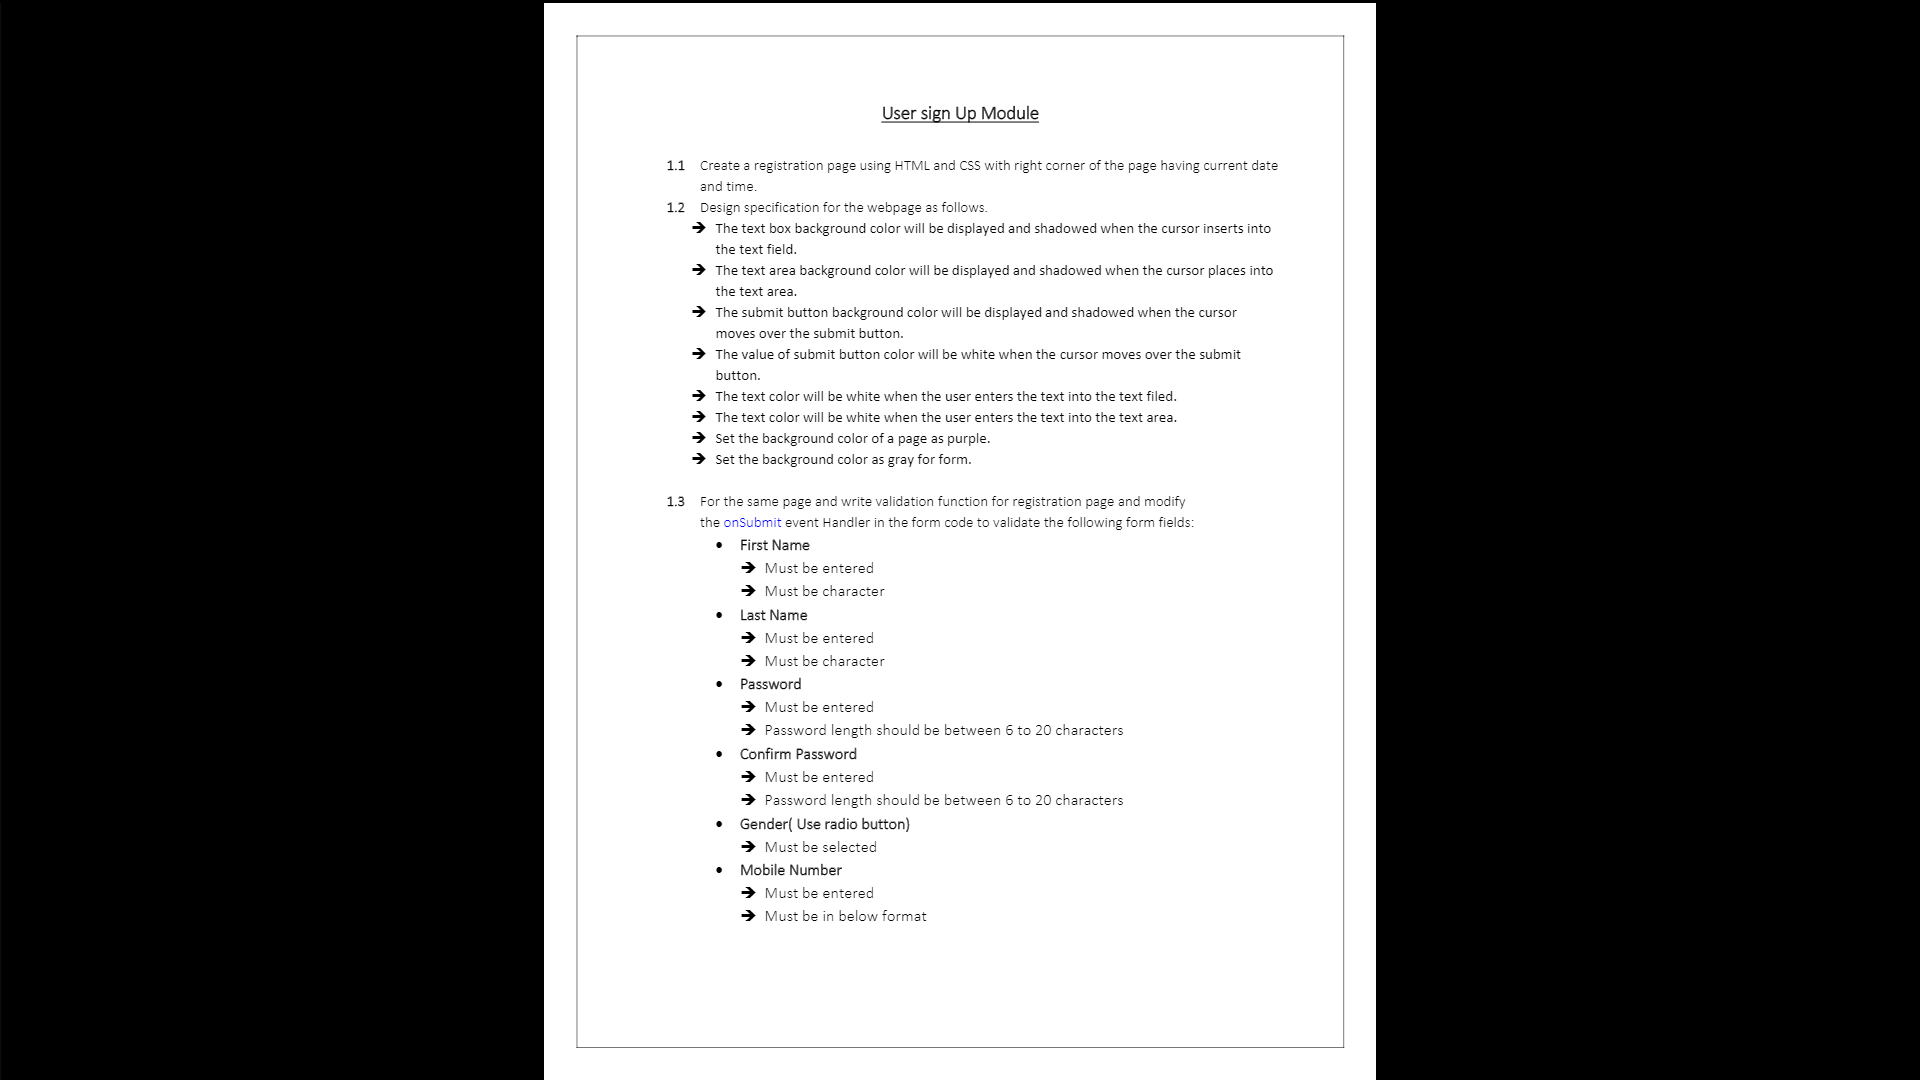 User sign Up Module
1.1 Create a registration page using HTML and CSS with right corner of the page having current date
and time.
1.2 Design specification for the webpage as follows.
➔ The text box background color will be displayed and shadowed when the cursor inserts into
the text field.
➔ The text area background color will be displayed and shadowed when the cursor places into
the text area.
➔ The submit button background color will be displayed and shadowed when the cursor
moves over the submit button.
➔ The value of submit button color will be white when the cursor moves over the submit
button.
➔ The text color will be white when the user enters the text into the text filed.
➔ The text color will be white when the user enters the text into the text area.
➔ Set the background color of a page as purple.
➔ Set the background color as gray for form.
1.3 For the same page and write validation function for registration page and modify
the onSubmit event Handler in the form code to validate the following form fields:
• First Name
➔ Must be entered
➔ Must be character
• Last Name
➔ Must be entered
➔ Must be character
• Password
➔ Must be entered
➔ Password length should be between 6 to 20 characters
• Confirm Password
➔ Must be entered
➔ Password length should be between 6 to 20 characters
• Gender( Use radio button)
➔ Must be selected
• Mobile Number
➔ Must be entered
➔ Must be in below format